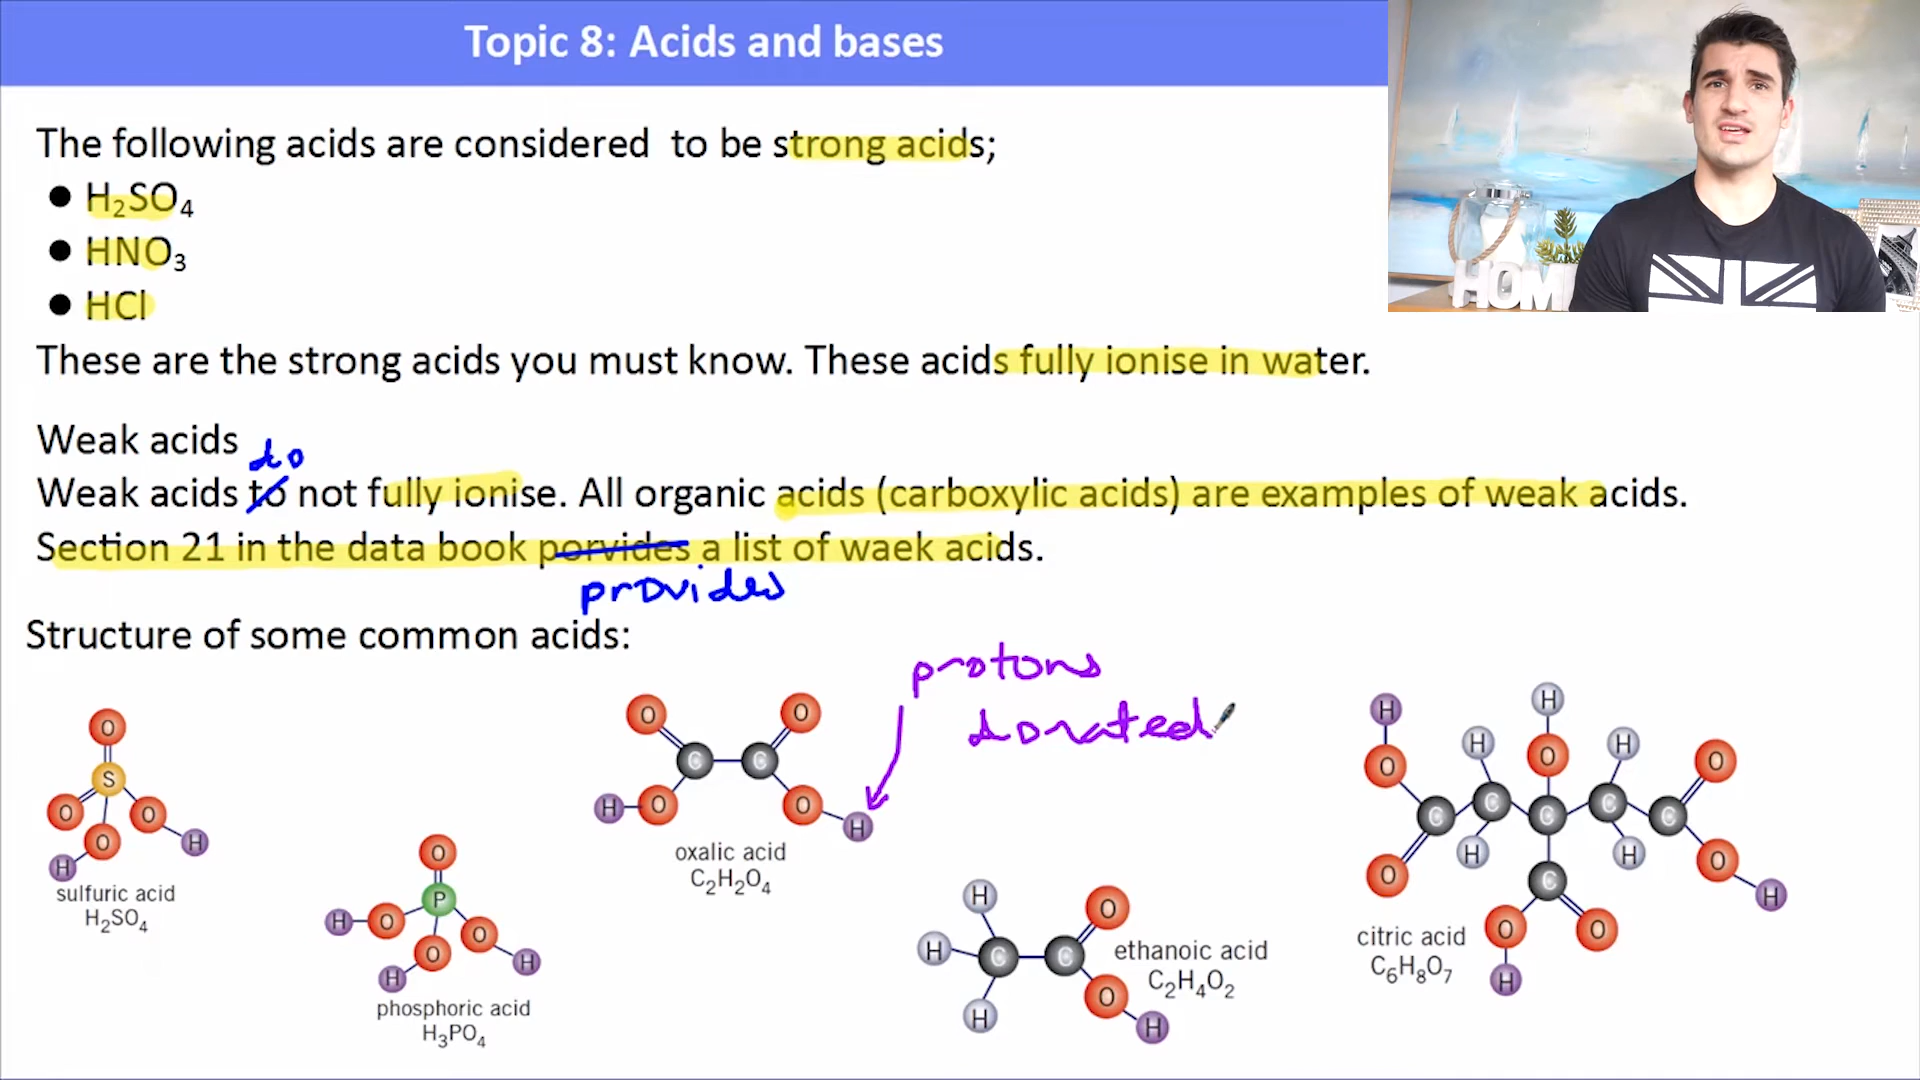 Topic 8: Acids and bases
The following acids are considered to be strong acids;
● H₂SO₄
● HNO₃
● HCl
These are the strong acids you must know. These acids fully ionise in water.
Weak acids
do
Weak acids to not fully ionise. All organic acids (carboxylic acids) are examples of weak acids.
Section 21 in the data book porvides a list of waek acids.
provides
Structure of some common acids:
protons
donated
O
S
O
O
O
H
H
sulfuric acid
H₂SO₄
O
P
H
O
O
O
H
H
phosphoric acid
H₃PO₄
O
O
C
C
H
O
O
H
oxalic acid
C₂H₂O₄
H
O
H
C
C
H
O
H
ethanoic acid
C₂H₄O₂
H
H
O
H
O
H
O
C
C
C
C
C
H
H
O
O
C
H
O
O
H
citric acid
C₆H₈O₇
HOM